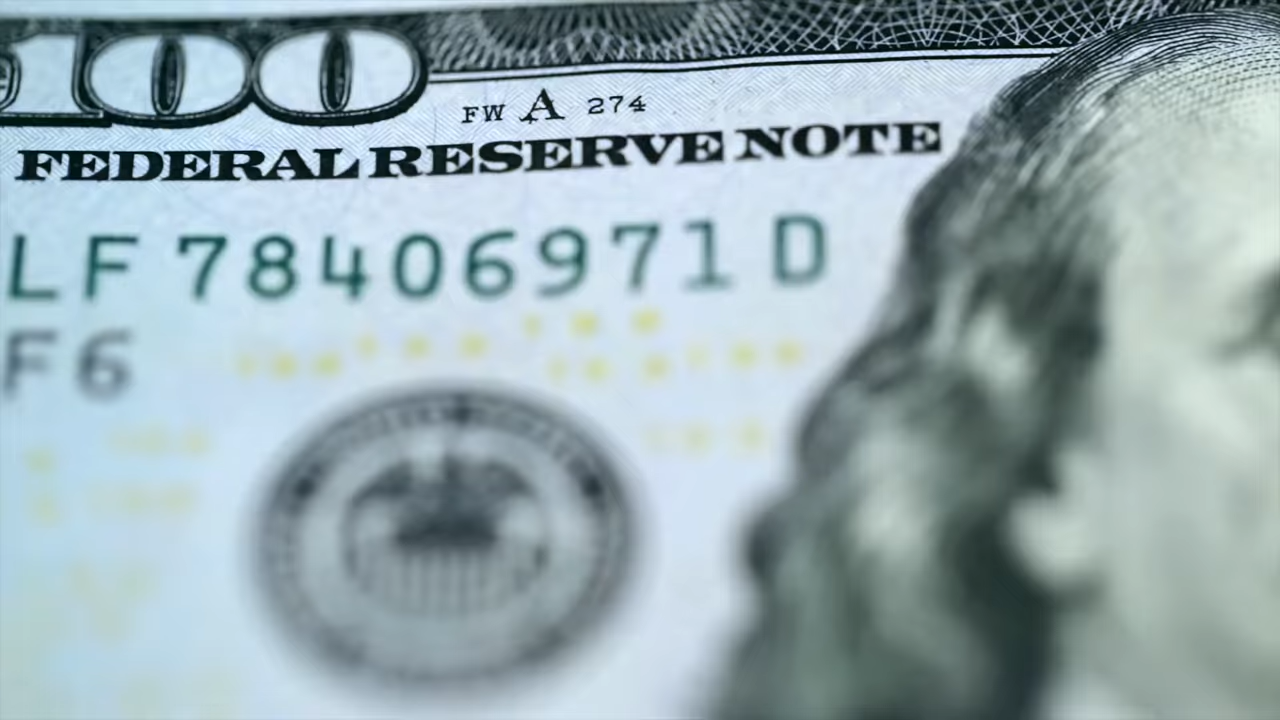 100
FW A 274
FEDERAL RESERVE NOTE
LF 78406971 D
F6